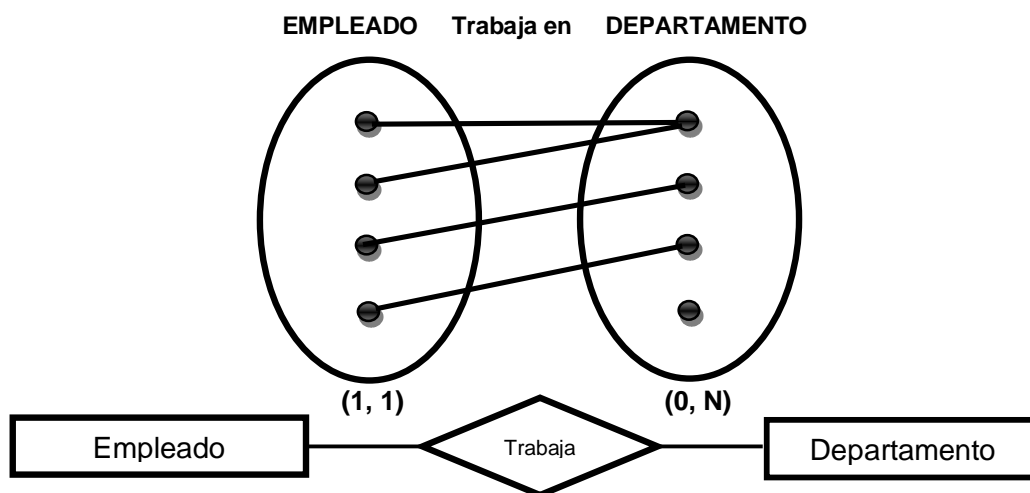 EMPLEADO Trabaja en DEPARTAMENTO
(1, 1) (0, N)
Empleado Trabaja Departamento